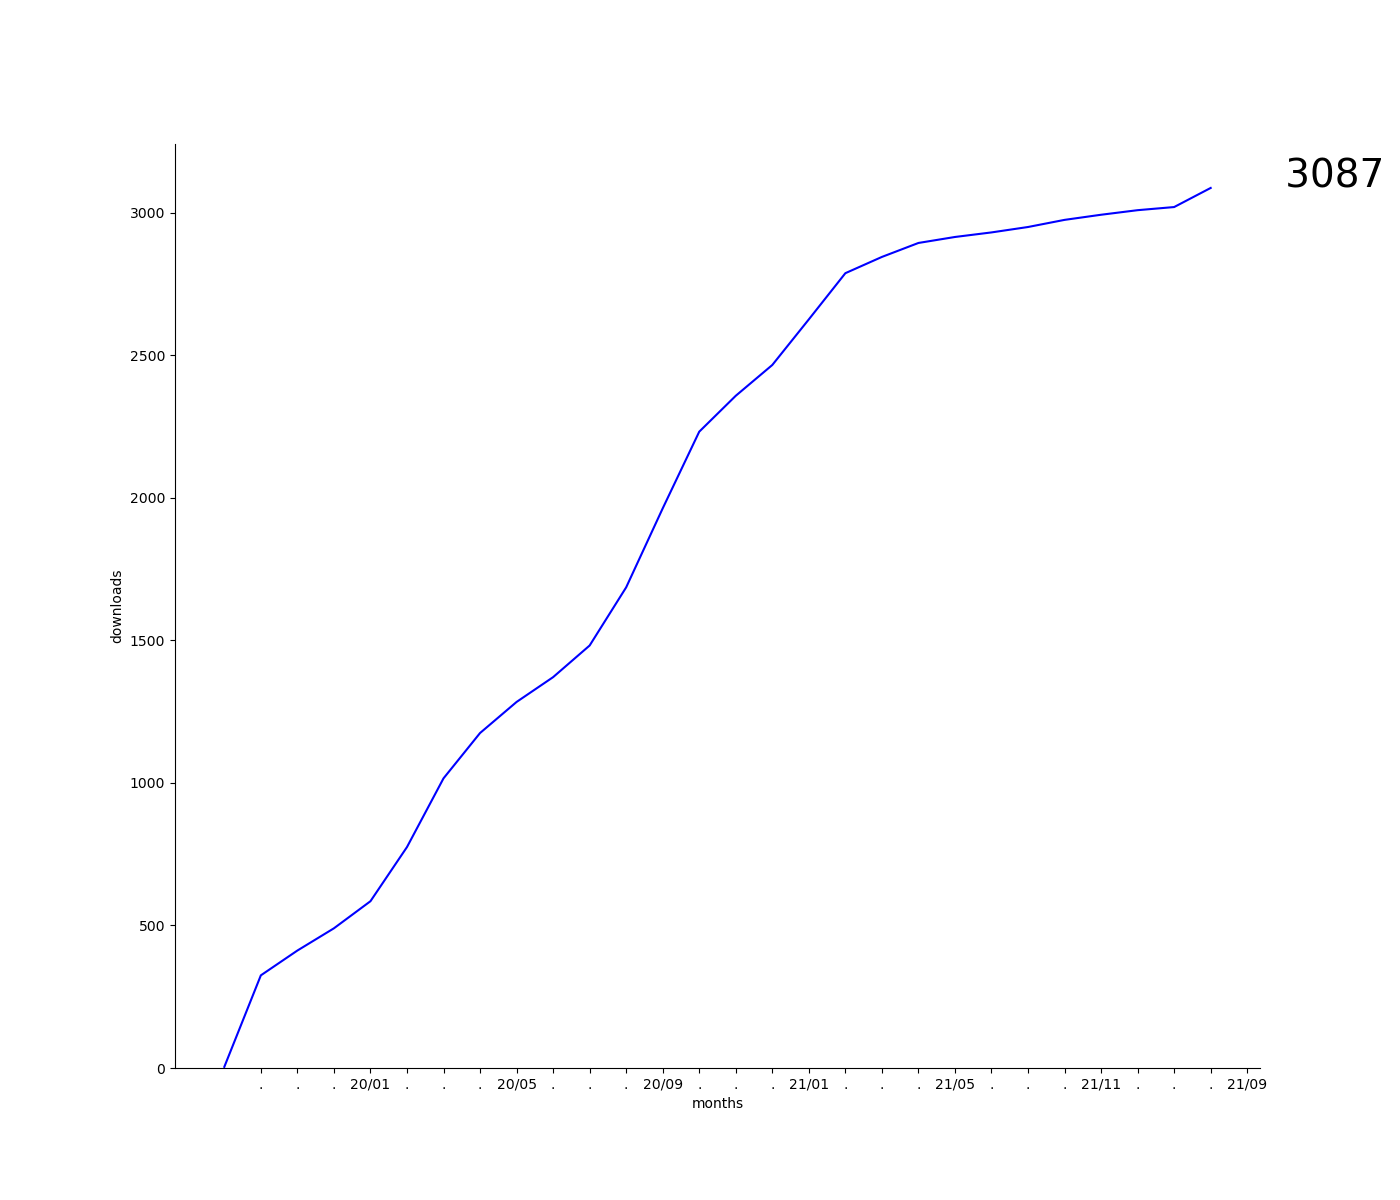 3087
3000
2500
2000
1500
1000
500
0
downloads
. . . 20/01 . . . 20/05 . . . 20/09 . . . 21/01 . . . 21/05 . . . 21/11 . . . 21/09
months